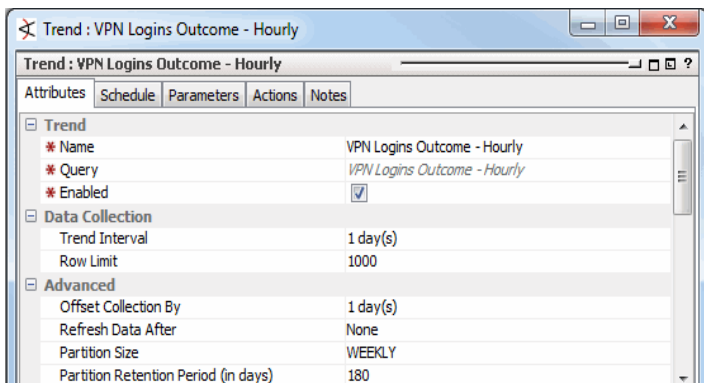 Trend : VPN Logins Outcome - Hourly
Trend : VPN Logins Outcome - Hourly
Attributes Schedule Parameters Actions Notes
Trend
* Name VPN Logins Outcome - Hourly
* Query VPN Logins Outcome - Hourly
* Enabled
Data Collection
Trend Interval 1 day(s)
Row Limit 1000
Advanced
Offset Collection By 1 day(s)
Refresh Data After None
Partition Size WEEKLY
Partition Retention Period (in days) 180